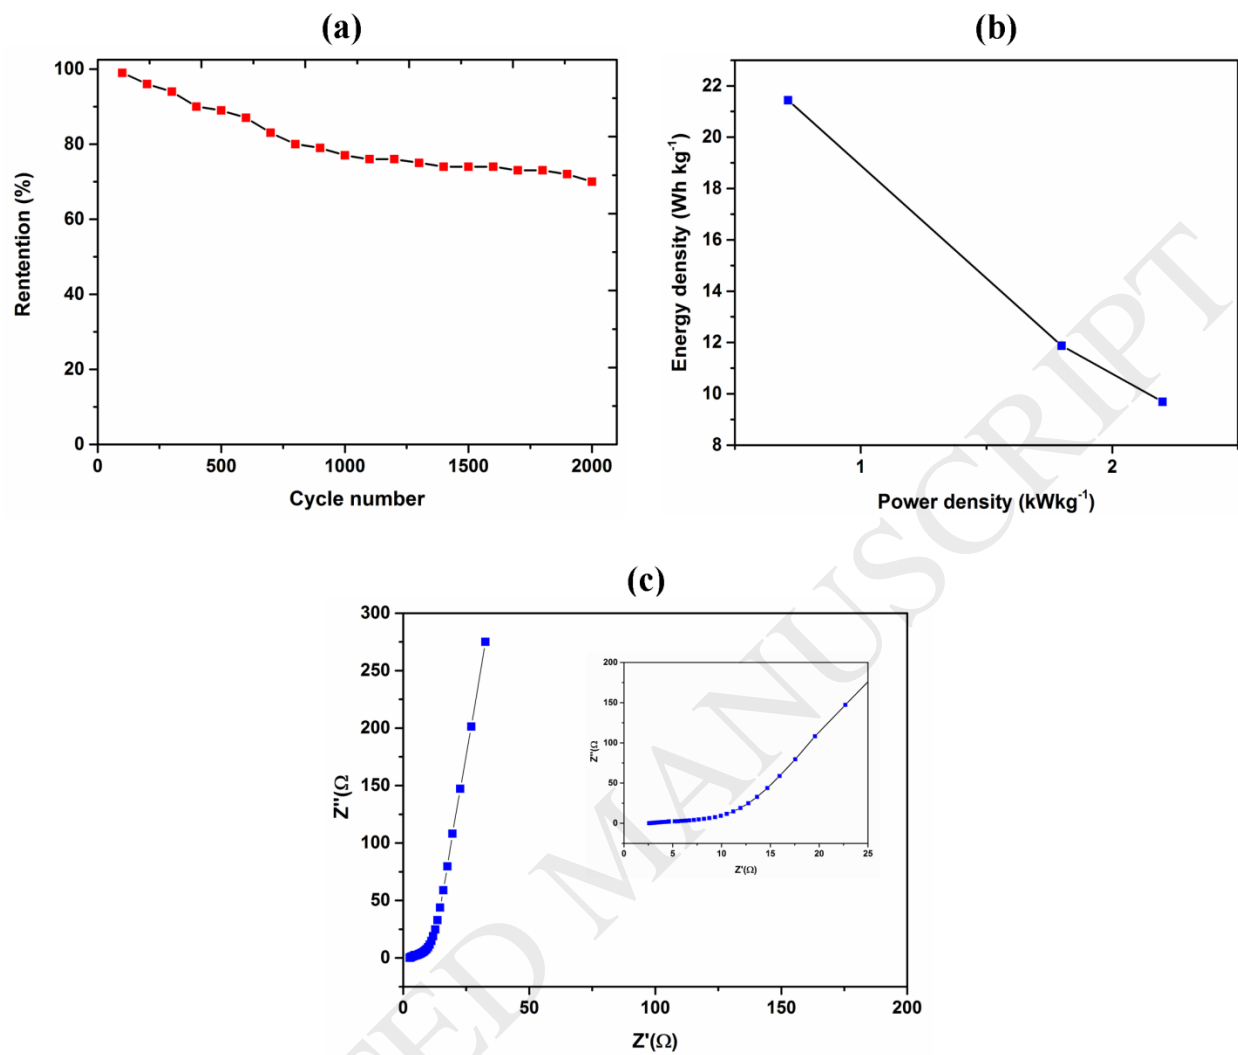 (a)
100
80
60
40
20
0
Rentention (%)
0 500 1000 1500 2000
Cycle number
(b)
22
20
18
16
14
12
10
8
Energy density (Wh kg⁻¹)
1 2
Power density (kWkg⁻¹)
(c)
300
250
200
150
100
50
0
Z''(Ω
0 50 100 150 200
Z'(Ω)
200
150
100
50
0
Z''(Ω
0 5 10 15 20 25
Z'(Ω)
TED MANUSCRIPT